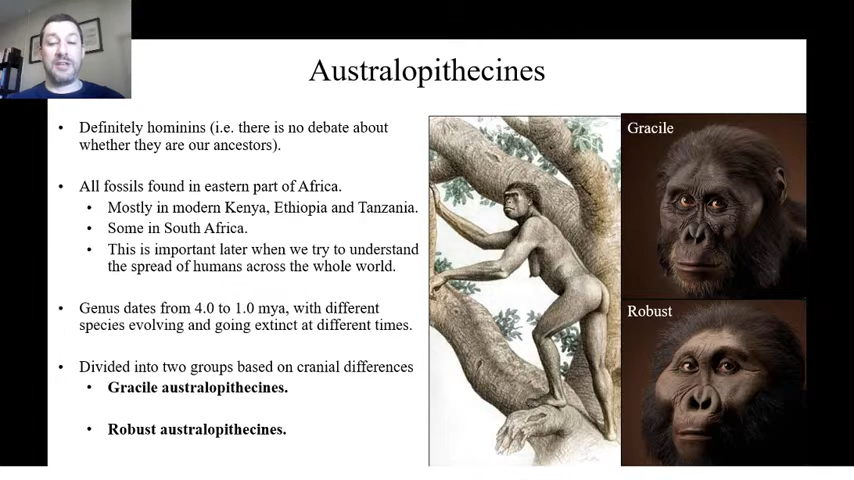 Australopithecines
• Definitely hominins (i.e. there is no debate about
whether they are our ancestors).
• All fossils found in eastern part of Africa.
• Mostly in modern Kenya, Ethiopia and Tanzania.
• Some in South Africa.
• This is important later when we try to understand
the spread of humans across the whole world.
• Genus dates from 4.0 to 1.0 mya, with different
species evolving and going extinct at different times.
• Divided into two groups based on cranial differences
• Gracile australopithecines.
• Robust australopithecines.
Gracile
Robust